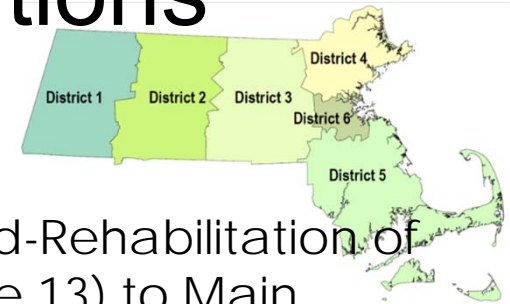 tions
District 4
District 1
District 2
District 3
District 6
District 5
d-Rehabilitation of
e 13) to Main